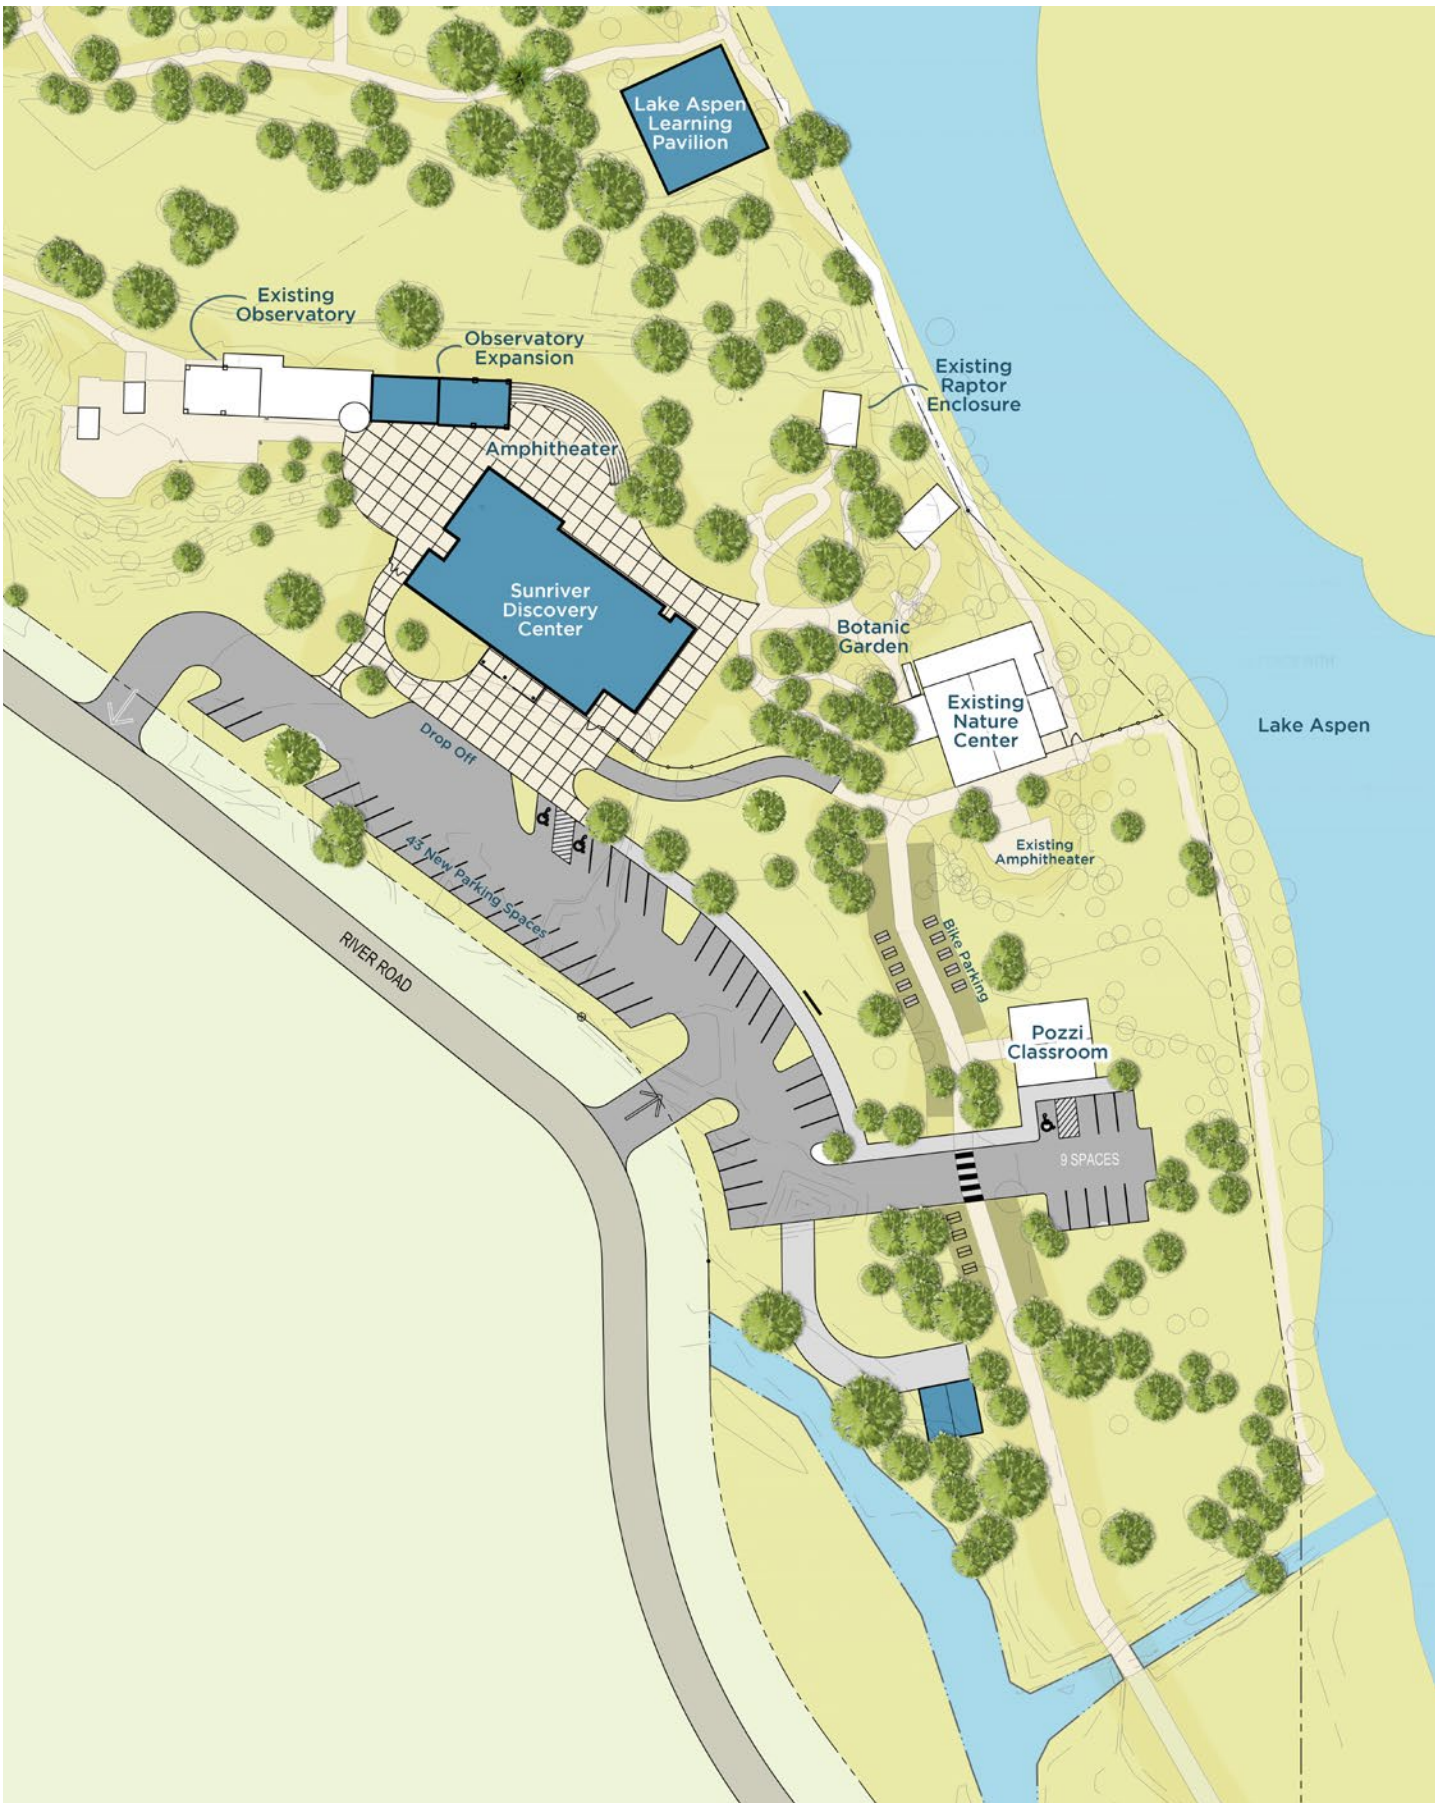 Lake Aspen
Learning
Pavilion
Existing
Observatory
Observatory
Expansion
Existing
Raptor
Enclosure
Amphitheater
Sunriver
Discovery
Center
Botanic
Garden
Existing
Nature
Center
Lake Aspen
Drop Off
43 New Parking Spaces
Existing
Amphitheater
RIVER ROAD
Bike Parking
Pozzi
Classroom
9 SPACES